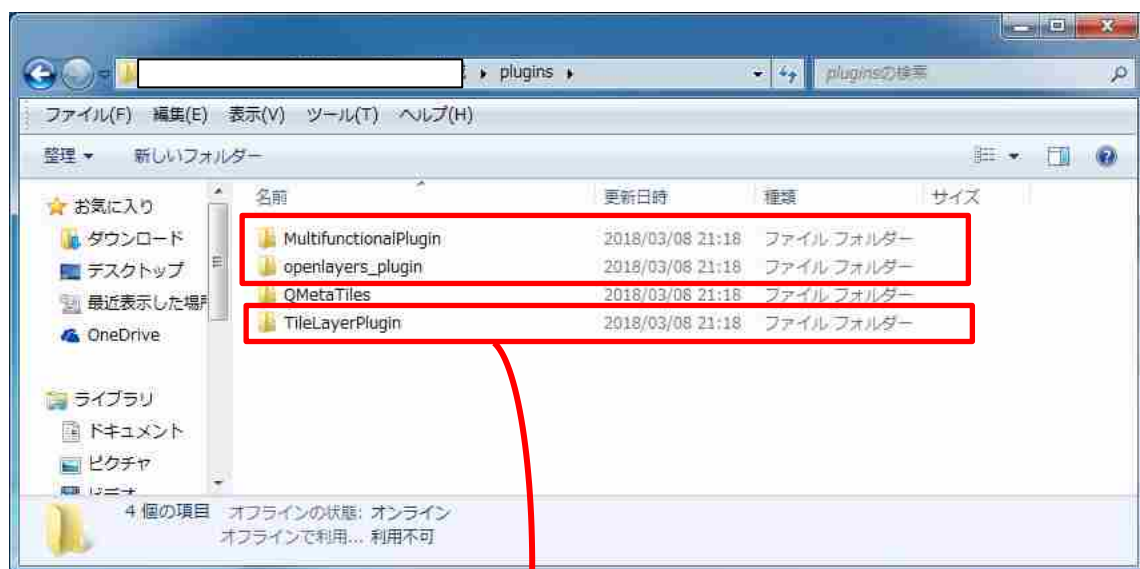 plugins
pluginsの検索
ファイル(F) 編集(E) 表示(V) ツール(T) ヘルプ(H)
整理 新しいフォルダー
名前 更新日時 種類 サイズ
お気に入り
ダウンロード
デスクトップ
最近表示した場所
OneDrive
ライブラリ
ドキュメント
ピクチャ
MultifunctionalPlugin 2018/03/08 21:18 ファイル フォルダー
openlayers_plugin 2018/03/08 21:18 ファイル フォルダー
QMetaTiles 2018/03/08 21:18 ファイル フォルダー
TileLayerPlugin 2018/03/08 21:18 ファイル フォルダー
4 個の項目 オフラインの状態: オンライン
オフラインで利用... 利用不可